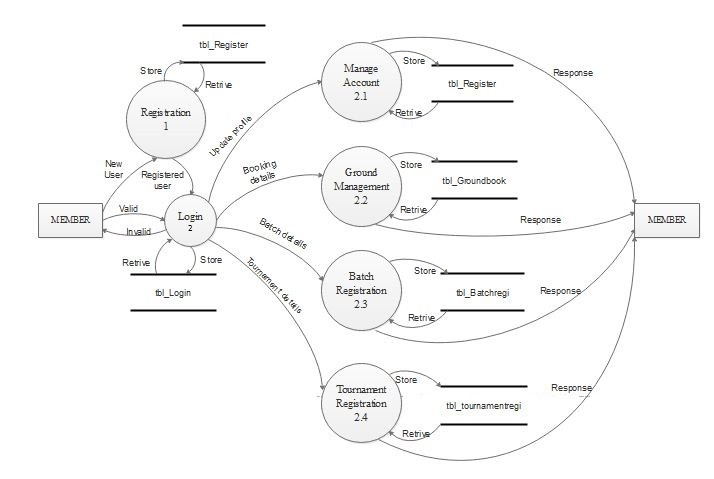 tbl_Register
Store
Retrive
Registration
1
New
User
Registered
user
MEMBER
Valid
Invalid
Login
2
Retrive
Store
tbl_Login
Update profile
Booking
details
Batch details
Tournament details
Manage
Account
2.1
Store
tbl_Register
Retrive
Response
Ground
Management
2.2
Store
tbl_Groundbook
Retrive
Response
MEMBER
Batch
Registration
2.3
Store
tbl_Batchregi
Retrive
Response
Tournament
Registration
2.4
Store
tbl_tournamentregi
Retrive
Response